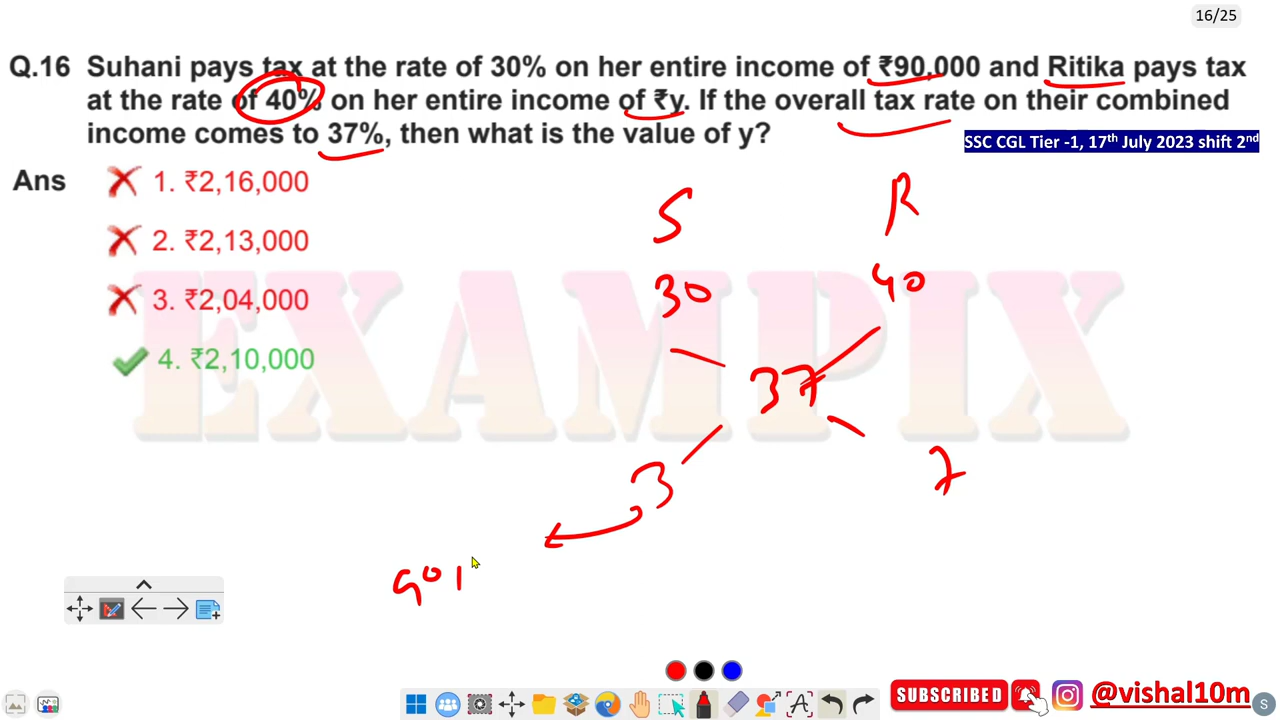 16/25
Q.16 Suhani pays tax at the rate of 30% on her entire income of ₹90,000 and Ritika pays tax
at the rate of 40% on her entire income of ₹y. If the overall tax rate on their combined
income comes to 37%, then what is the value of y?
SSC CGL Tier -1, 17th July 2023 shift 2nd
Ans
1. ₹2,16,000
2. ₹2,13,000
3. ₹2,04,000
4. ₹2,10,000
S R
30 40
37
3 7
90,
EXAMPIX
SUBSCRIBED
@vishal10m